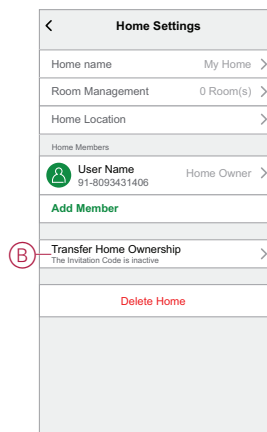 Home Settings
Home name My Home
Room Management 0 Room(s)
Home Location
Home Members
User Name Home Owner
91-8093431406
Add Member
B
Transfer Home Ownership
The Invitation Code is inactive
Delete Home